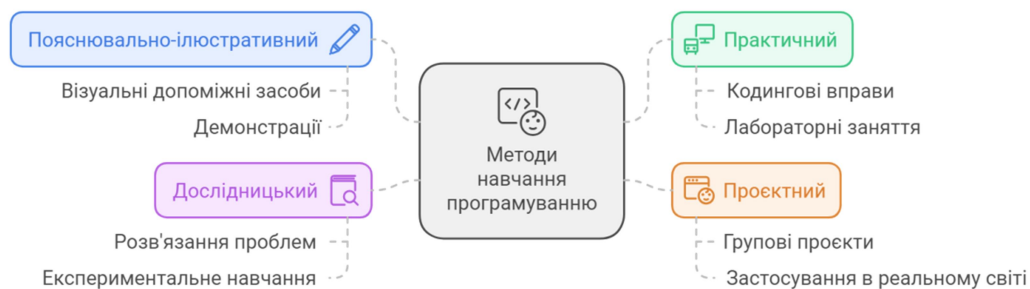 Пояснювально-ілюстративний
Візуальні допоміжні засоби
Демонстрації
Дослідницький
Розв'язання проблем
Експериментальне навчання
Методи
навчання
програмуванню
Практичний
Кодингові вправи
Лабораторні заняття
Проєктний
Групові проєкти
Застосування в реальному світі